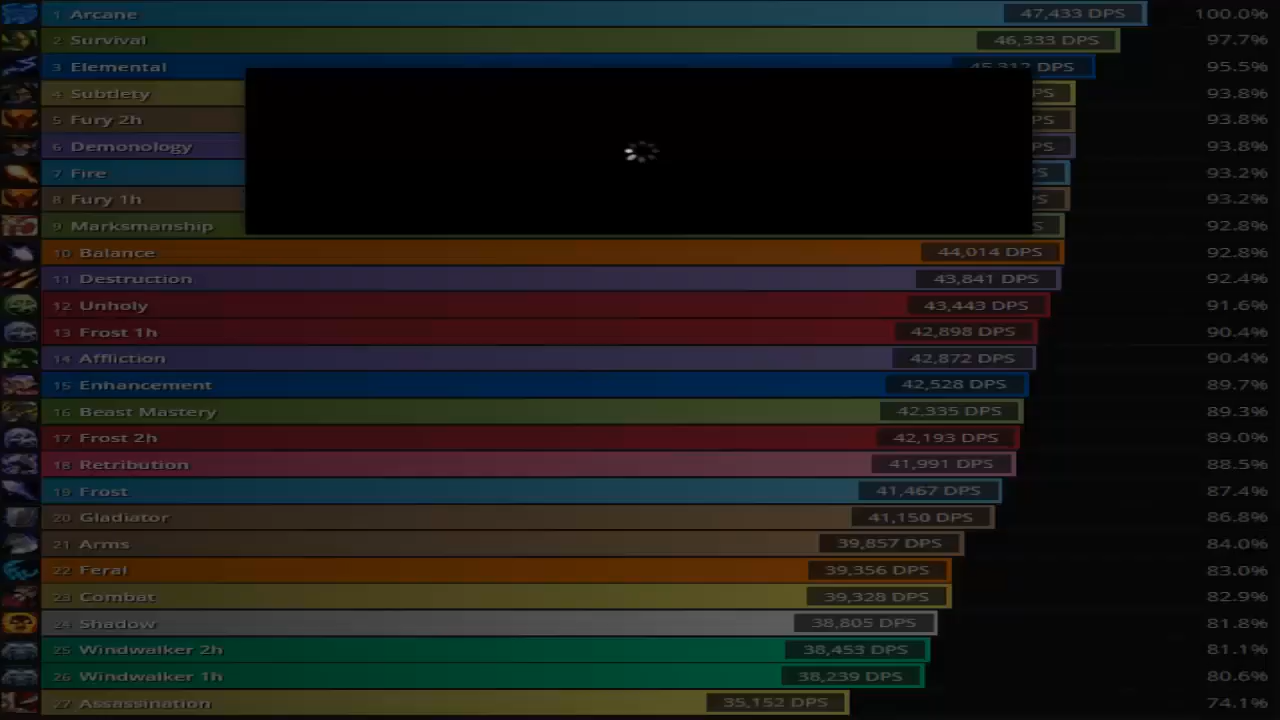 1 Arcane 47,433 DPS 100.0%
2 Survival 46,333 DPS 97.7%
3 Elemental 45,312 DPS 95.5%
4 Subtlety PS 93.8%
5 Fury 2h PS 93.8%
6 Demonology PS 93.8%
7 Fire S 93.2%
8 Fury 1h S 93.2%
9 Marksmanship S 92.8%
10 Balance 44,014 DPS 92.8%
11 Destruction 43,841 DPS 92.4%
12 Unholy 43,443 DPS 91.6%
13 Frost 1h 42,898 DPS 90.4%
14 Affliction 42,872 DPS 90.4%
15 Enhancement 42,528 DPS 89.7%
16 Beast Mastery 42,335 DPS 89.3%
17 Frost 2h 42,193 DPS 89.0%
18 Retribution 41,991 DPS 88.5%
19 Frost 41,467 DPS 87.4%
20 Gladiator 41,150 DPS 86.8%
21 Arms 39,857 DPS 84.0%
22 Feral 39,356 DPS 83.0%
23 Combat 39,328 DPS 82.9%
24 Shadow 38,805 DPS 81.8%
25 Windwalker 2h 38,453 DPS 81.1%
26 Windwalker 1h 38,239 DPS 80.6%
27 Assassination 35,152 DPS 74.1%